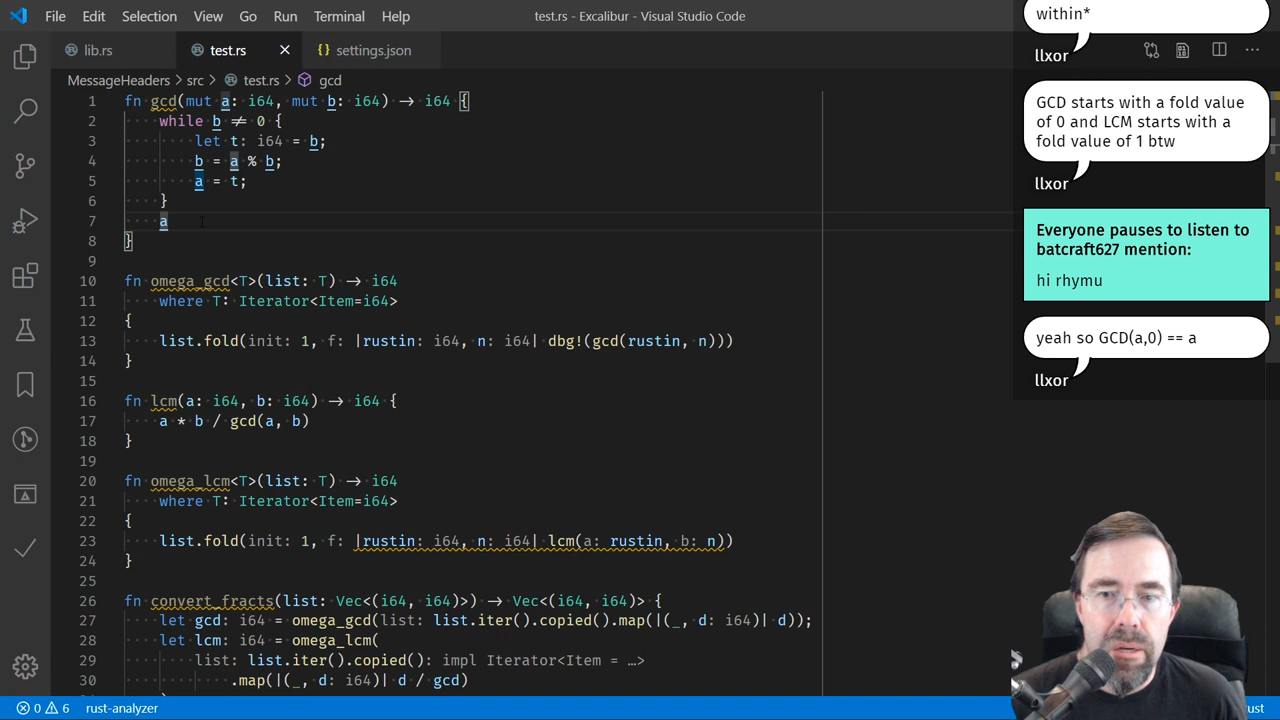 File Edit Selection View Go Run Terminal Help
test.rs - Excalibur - Visual Studio Code
lib.rs
test.rs
{} settings.json
MessageHeaders > src > test.rs > gcd
1 fn gcd(mut a: i64, mut b: i64) → i64 {
2 while b ≠ 0 {
3 let t: i64 = b;
4 b = a % b;
5 a = t;
6 }
7 a
8 }
9
10 fn omega_gcd<T>(list: T) → i64
11 where T: Iterator<Item=i64>
12 {
13 list.fold(init: 1, f: |rustin: i64, n: i64| dbg!(gcd(rustin, n)))
14 }
15
16 fn lcm(a: i64, b: i64) → i64 {
17 a * b / gcd(a, b)
18 }
19
20 fn omega_lcm<T>(list: T) → i64
21 where T: Iterator<Item=i64>
22 {
23 list.fold(init: 1, f: |rustin: i64, n: i64| lcm(a: rustin, b: n))
24 }
25
26 fn convert_fracts(list: Vec<(i64, i64)>) → Vec<(i64, i64)> {
27 let gcd: i64 = omega_gcd(list: list.iter().copied().map(|(_, d: i64)| d));
28 let lcm: i64 = omega_lcm(
29 list: list.iter().copied(): impl Iterator<Item = …>
30 .map(|(_, d: i64)| d / gcd)
within*
llxor
GCD starts with a fold value
of 0 and LCM starts with a
fold value of 1 btw
llxor
Everyone pauses to listen to
batcraft627 mention:
hi rhymu
yeah so GCD(a,0) == a
llxor
0 6 rust-analyzer